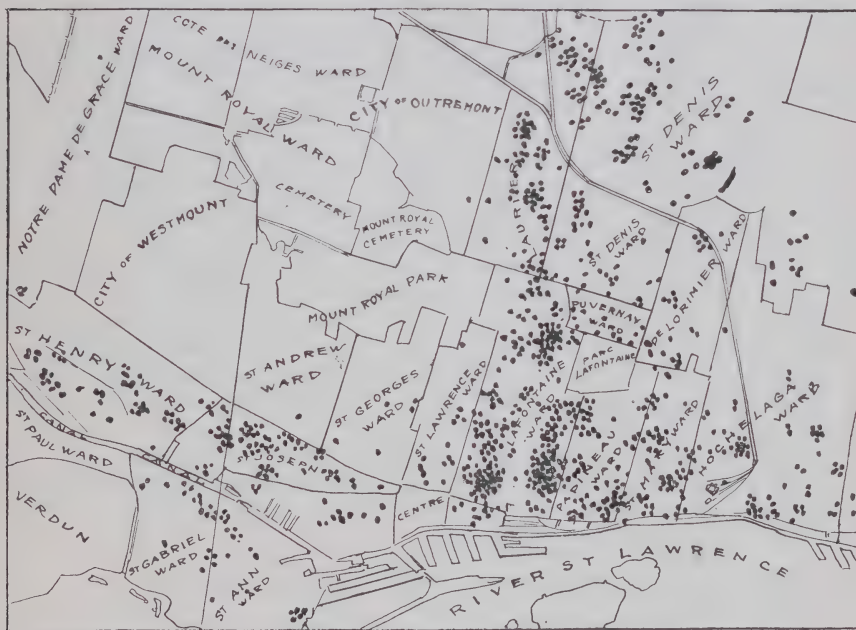 COTE DES
NEIGES WARD
MOUNT ROYAL WARD
CITY OF OUTREMONT
NOTRE DAME DE GRACE WARD
ST DENIS
WARD
CEMETERY
MOUNT ROYAL
CEMETERY
LAURIER
CITY OF WESTMOUNT
ST DENIS
WARD
DELORIMIER WARD
MOUNT ROYAL PARK
DUVERNAY
WARD
PARC
LAFONTAINE
ST HENRY WARD
ST ANDREW
WARD
ST GEORGES
WARD
ST LAWRENCE
WARD
LAFONTAINE
WARD
PAPINEAU
WARD
ST MARY WARD
HOCHELAGA
WARD
ST PAUL WARD
CANAL
CANAL
ST JOSEPH
CENTRE
VERDUN
ST GABRIEL
WARD
ST ANN
WARD
RIVER ST LAWRENCE